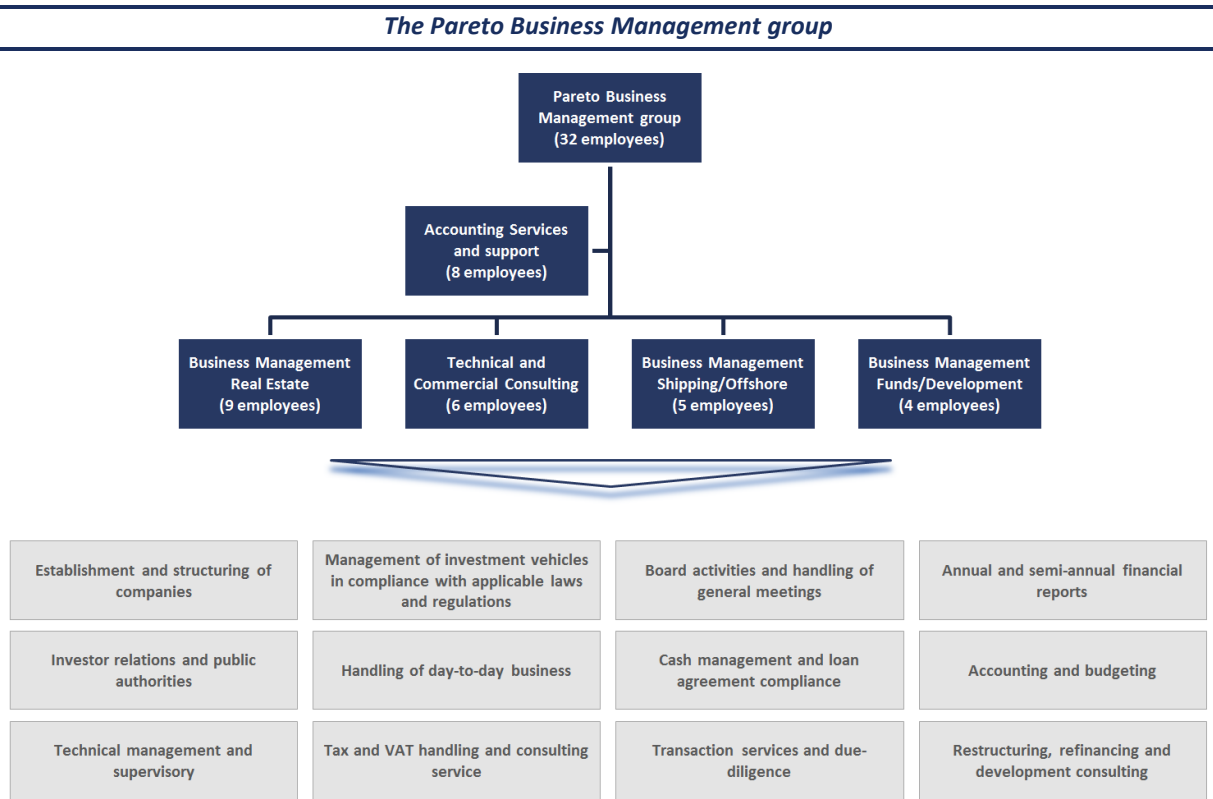 The Pareto Business Management group
Pareto Business
Management group
(32 employees)
Accounting Services
and support
(8 employees)
Business Management
Real Estate
(9 employees)
Technical and
Commercial Consulting
(6 employees)
Business Management
Shipping/Offshore
(5 employees)
Business Management
Funds/Development
(4 employees)
Establishment and structuring of
companies
Management of investment vehicles
in compliance with applicable laws
and regulations
Board activities and handling of
general meetings
Annual and semi-annual financial
reports
Investor relations and public
authorities
Handling of day-to-day business
Cash management and loan
agreement compliance
Accounting and budgeting
Technical management and
supervisory
Tax and VAT handling and consulting
service
Transaction services and due-
diligence
Restructuring, refinancing and
development consulting